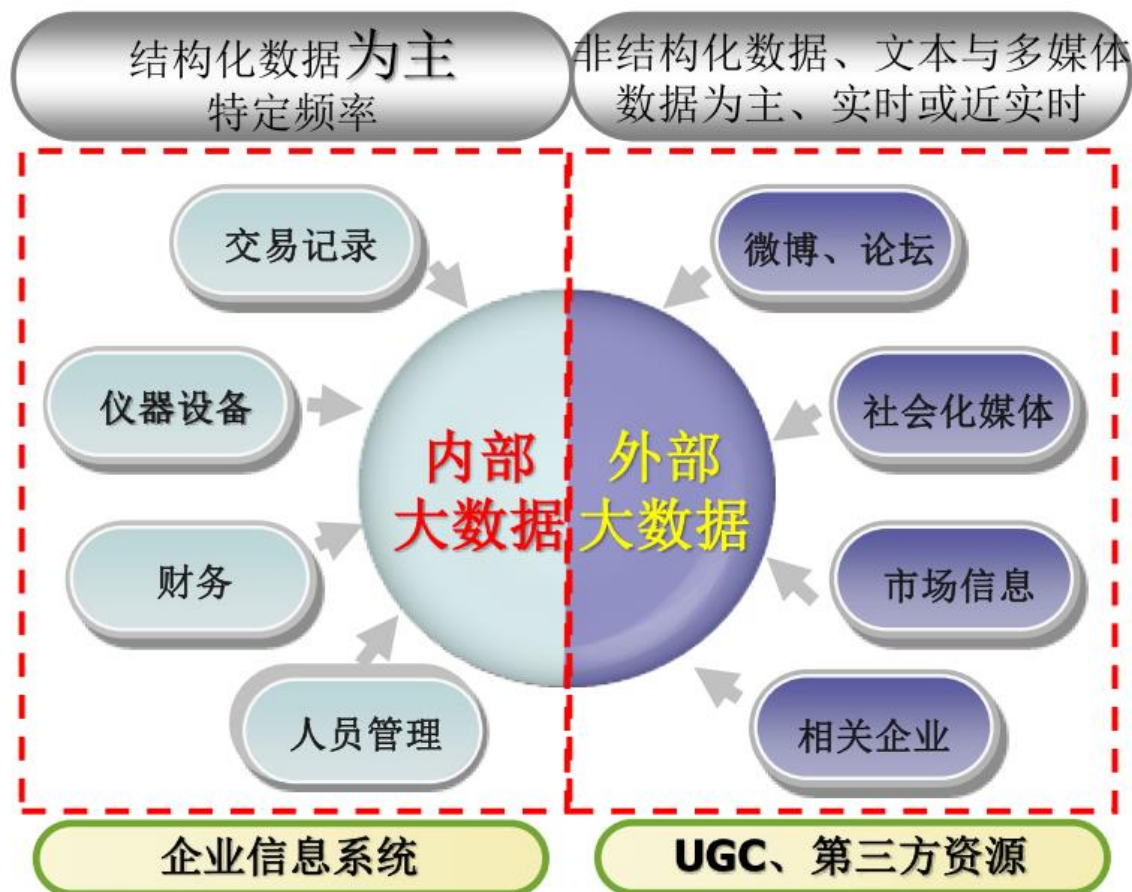 结构化数据为主
特定频率
非结构化数据、文本与多媒体
数据为主、实时或近实时
交易记录
仪器设备
财务
人员管理
内部
大数据
外部
大数据
微博、论坛
社会化媒体
市场信息
相关企业
企业信息系统
UGC、第三方资源